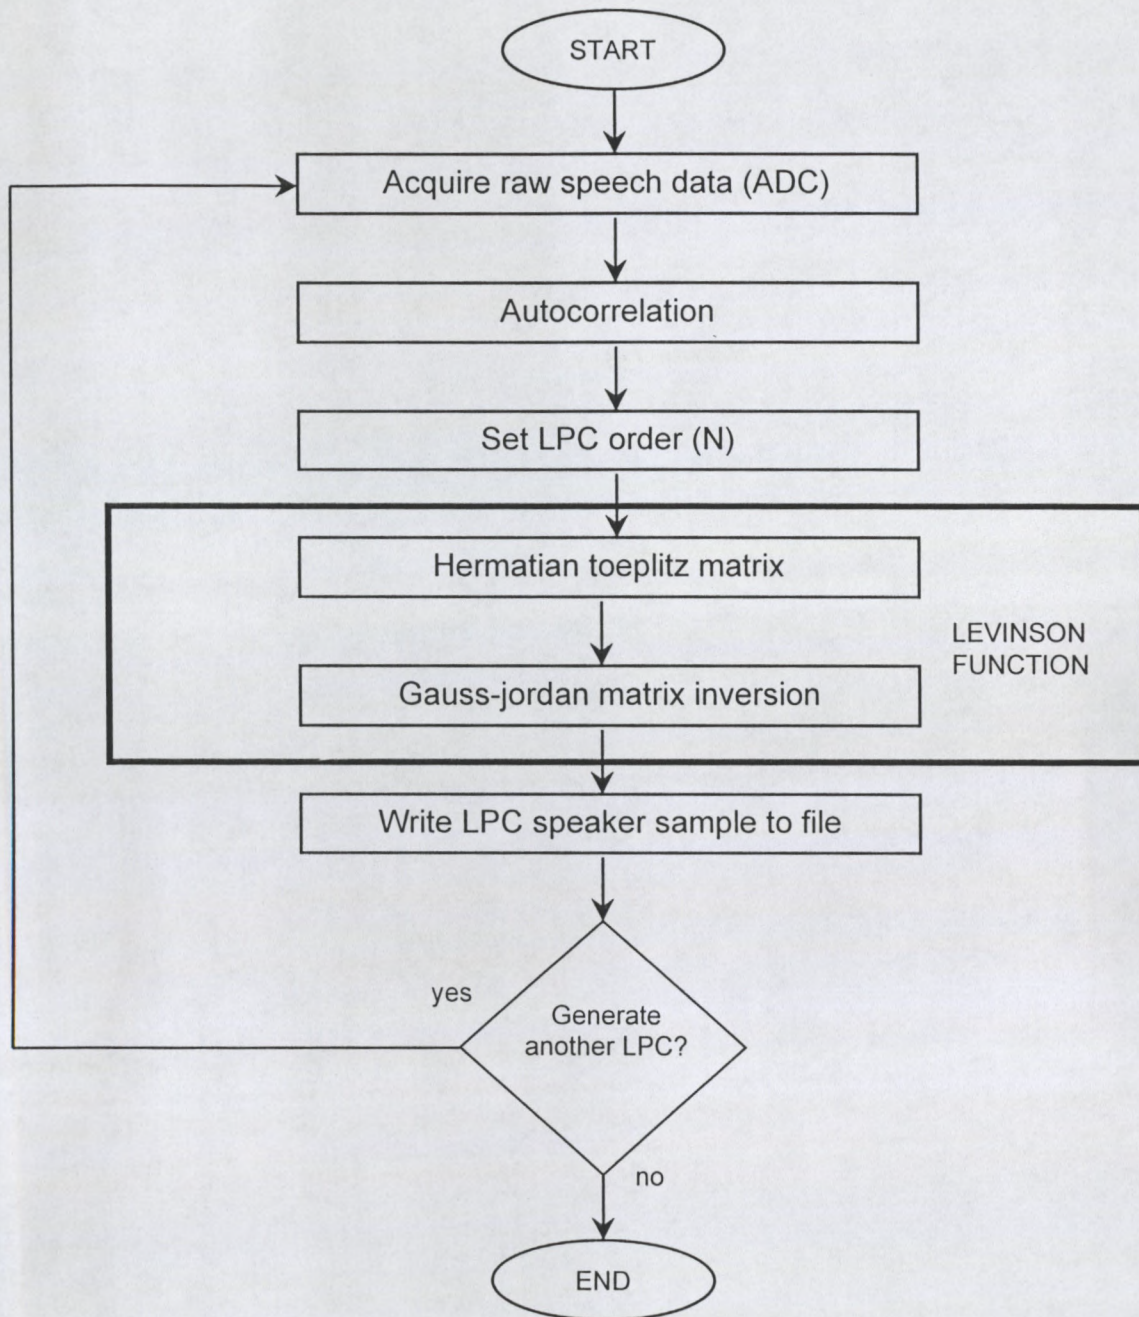 START
Acquire raw speech data (ADC)
Autocorrelation
Set LPC order (N)
Hermatian toeplitz matrix
LEVINSON
FUNCTION
Gauss-jordan matrix inversion
Write LPC speaker sample to file
yes
Generate
another LPC?
no
END